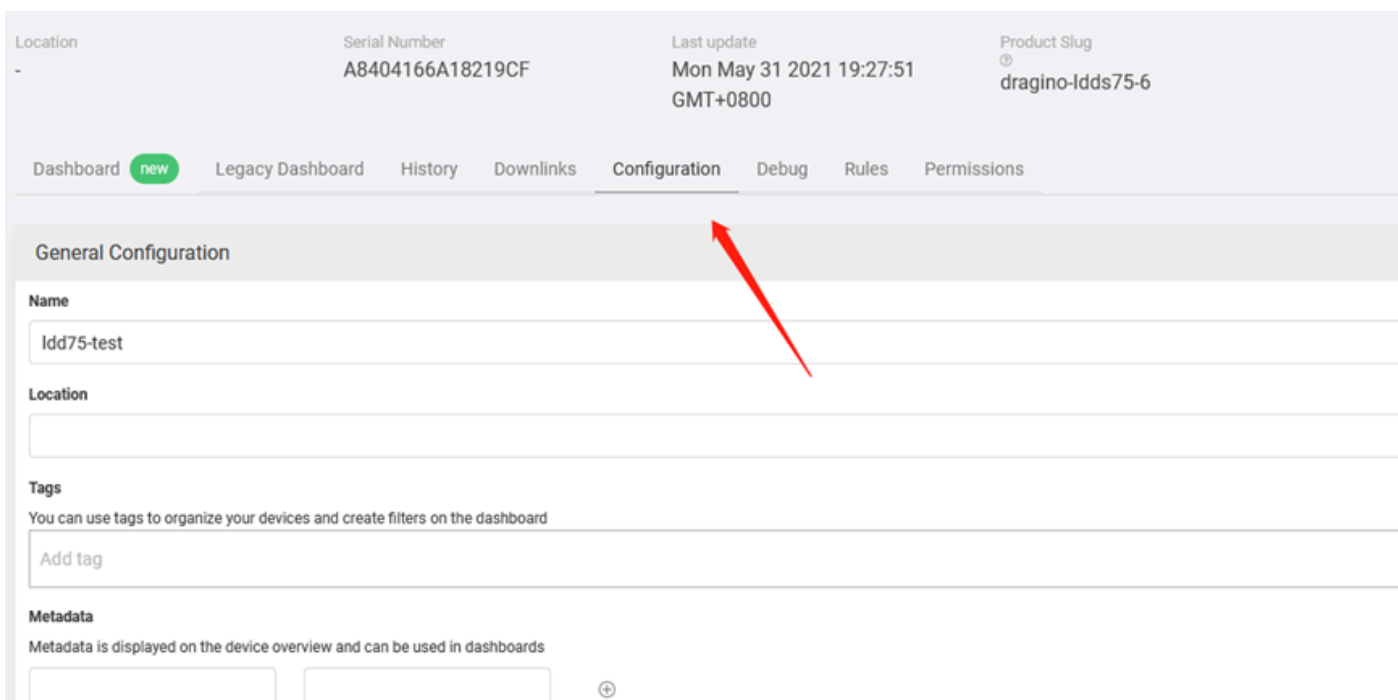 Location
Serial Number
Last update
Product Slug
-
A8404166A18219CF
Mon May 31 2021 19:27:51
GMT+0800
dragino-ldds75-6
Dashboard new Legacy Dashboard History Downlinks Configuration Debug Rules Permissions
General Configuration
Name
ldd75-test
Location
Tags
You can use tags to organize your devices and create filters on the dashboard
Add tag
Metadata
Metadata is displayed on the device overview and can be used in dashboards